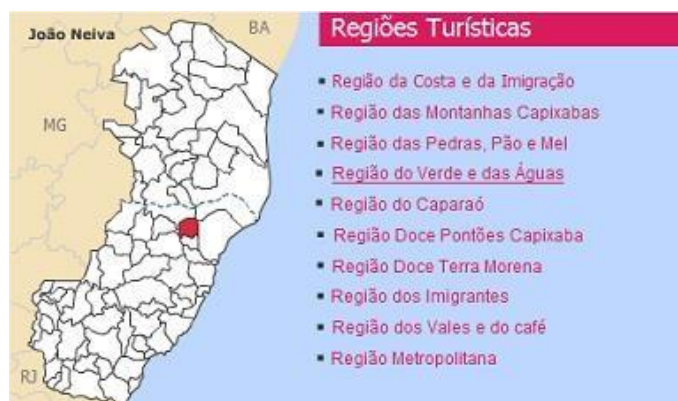 João Neiva
BA
MG
RJ
Regiões Turísticas
Região da Costa e da Imigração
Região das Montanhas Capixabas
Região das Pedras, Pão e Mel
Região do Verde e das Águas
Região do Caparaó
Região Doce Pontões Capixaba
Região Doce Terra Morena
Região dos Imigrantes
Região dos Vales e do café
Região Metropolitana